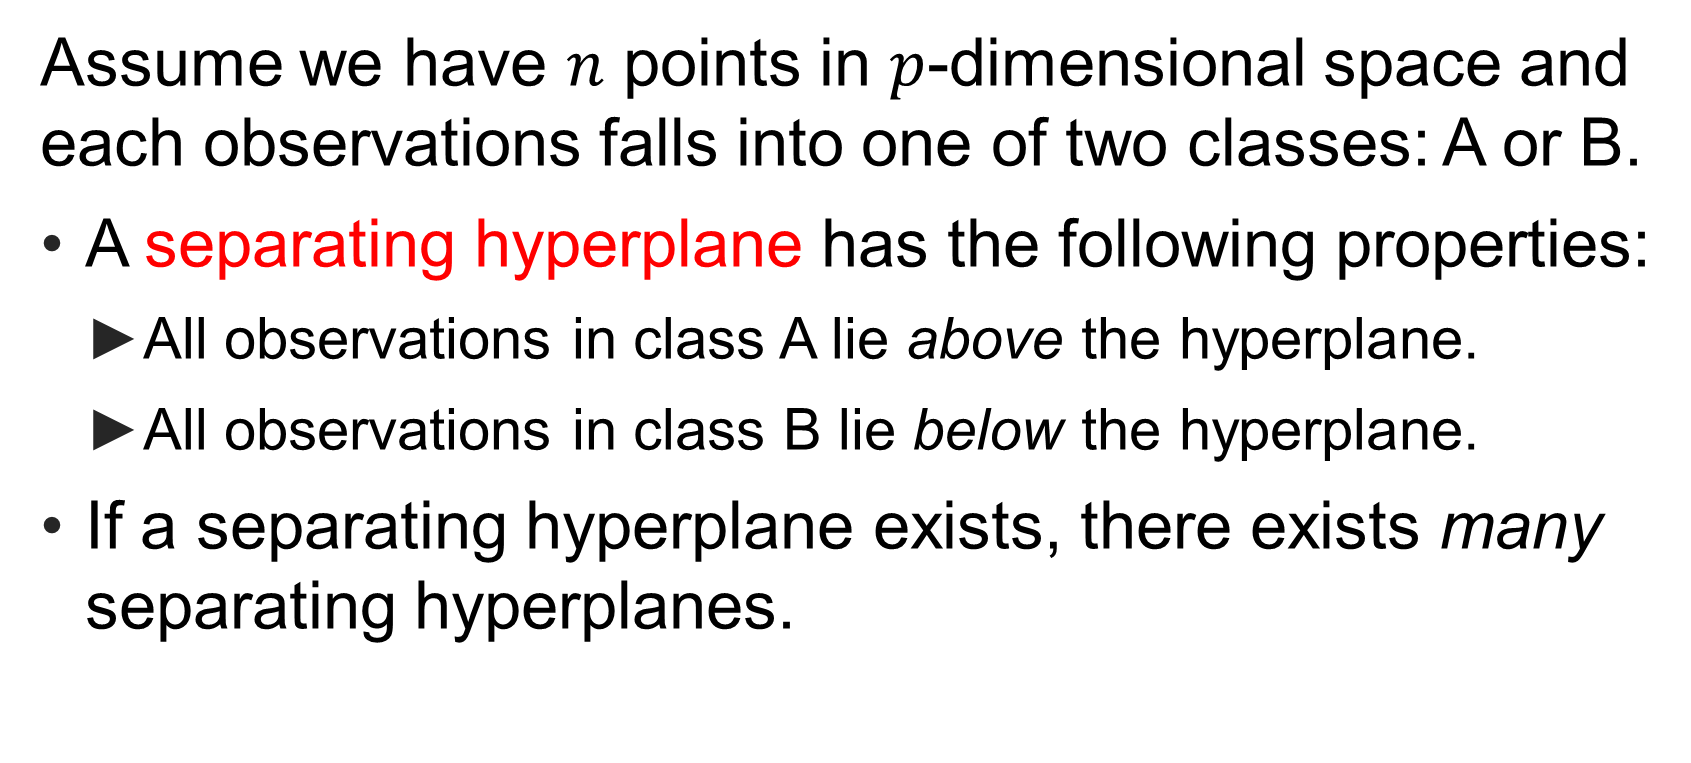 Assume we have n points in p-dimensional space and
each observations falls into one of two classes: A or B.
• A separating hyperplane has the following properties:
►All observations in class A lie above the hyperplane.
►All observations in class B lie below the hyperplane.
• If a separating hyperplane exists, there exists many
separating hyperplanes.